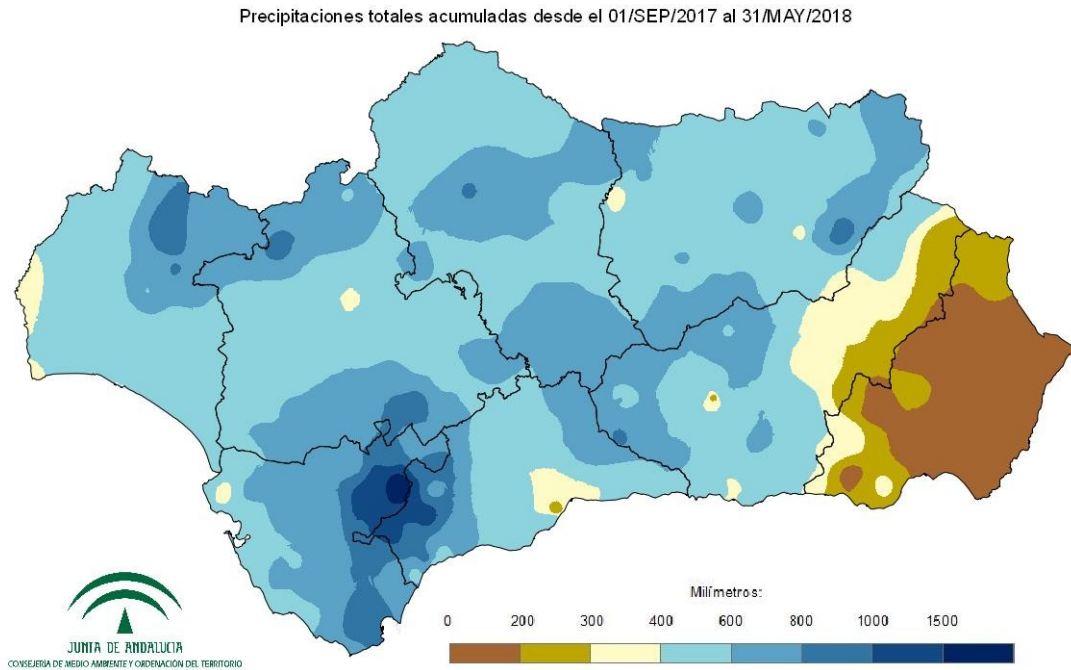 Precipitaciones totales acumuladas desde el 01/SEP/2017 al 31/MAY/2018
Milímetros:
0 200 300 400 600 800 1000 1500
JUNTA DE ANDALUCIA
CONSEJERIA DE MEDIO AMBIENTE Y ORDENACIÓN DEL TERRITORIO